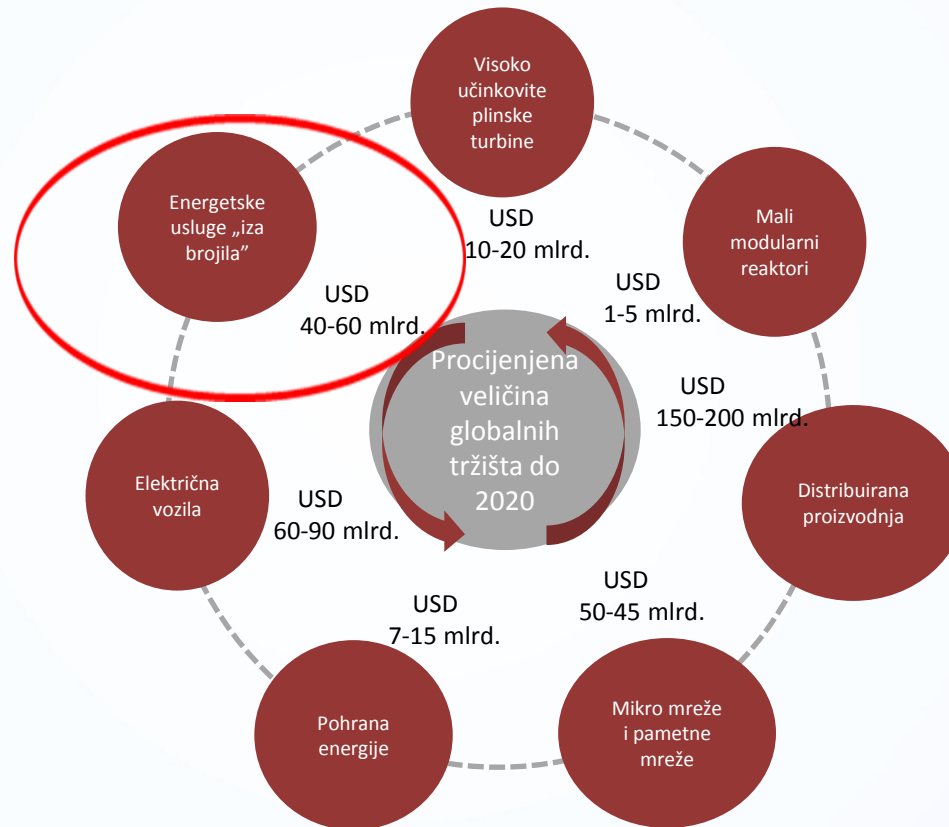 Visoko
učinkovite
plinske
turbine
Energetske
usluge „iza
brojila”
Mali
modularni
reaktori
USD
10-20 mlrd.
USD
1-5 mlrd.
USD
40-60 mlrd.
Procijenjena
veličina
globalnih
tržišta do
2020
USD
150-200 mlrd.
Električna
vozila
USD
60-90 mlrd.
Distribuirana
proizvodnja
USD
50-45 mlrd.
USD
7-15 mlrd.
Pohrana
energije
Mikro mreže
i pametne
mreže